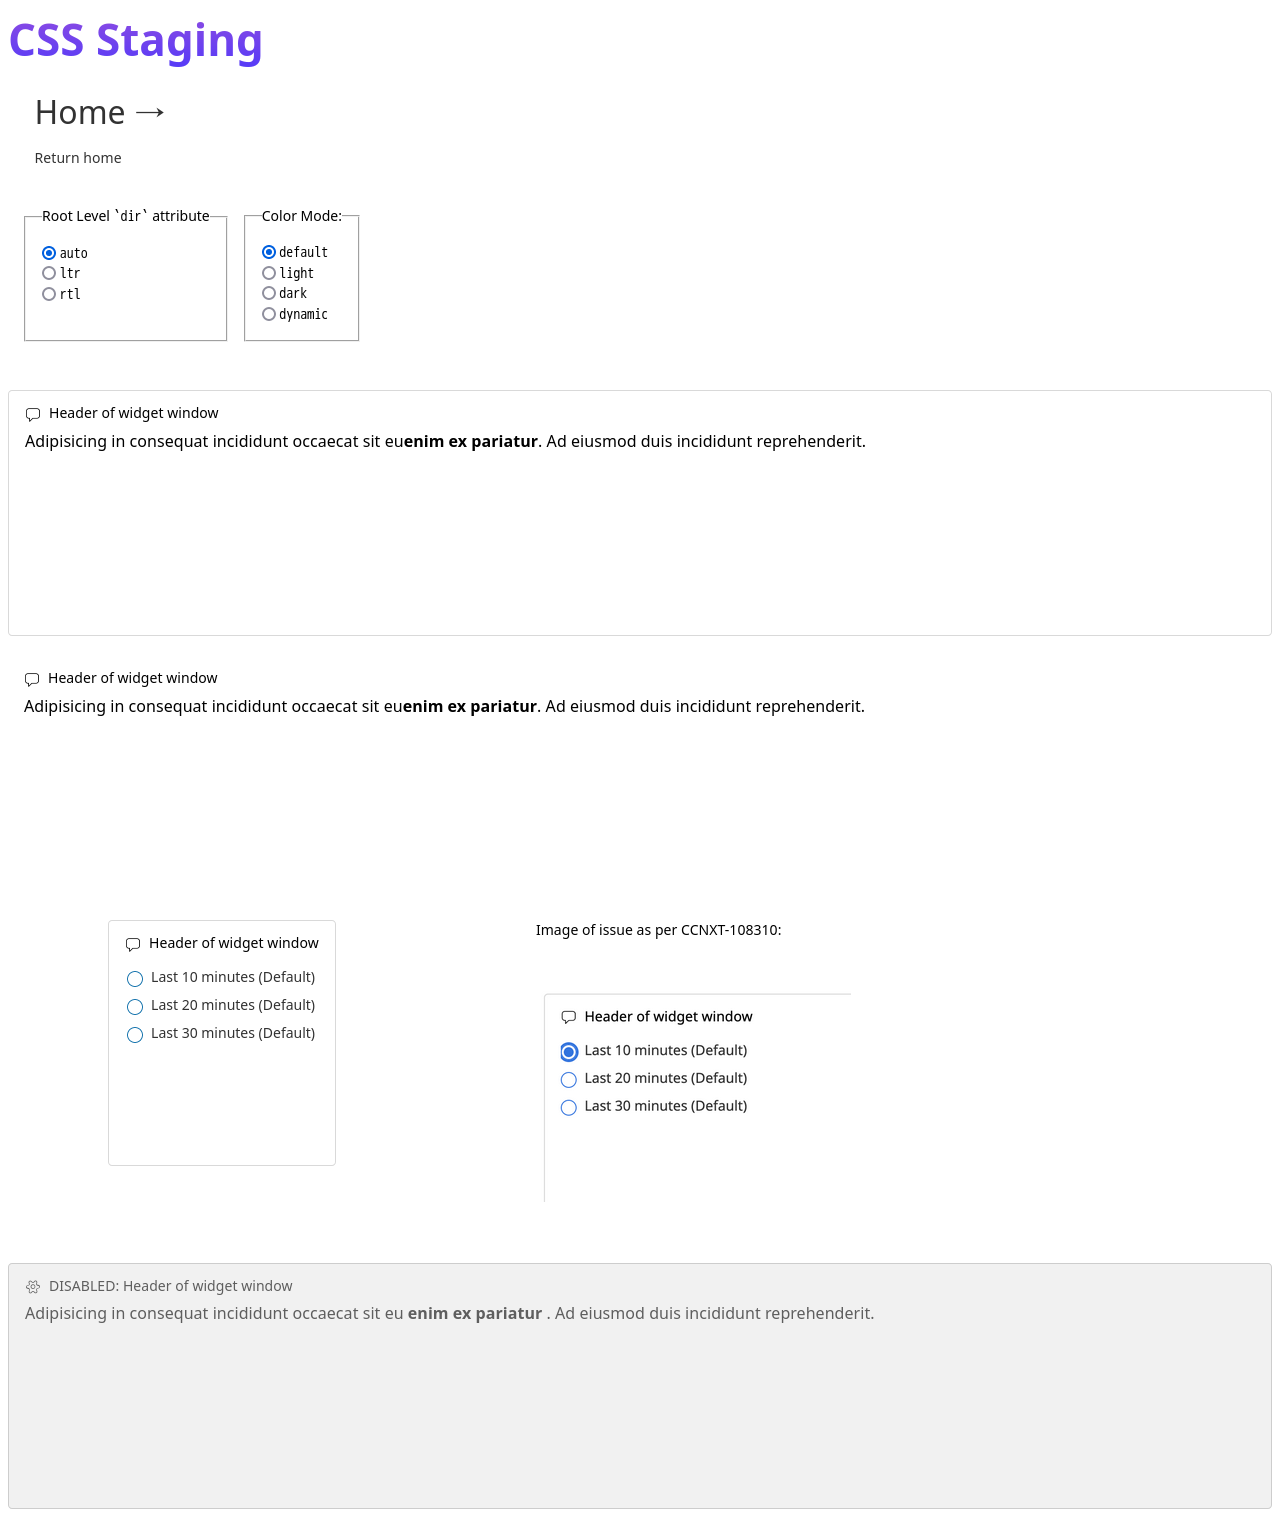 CSS Staging
Home →
Return home
Root Level `dir` attribute
auto
ltr
rtl
Color Mode:
default
light
dark
dynamic
Header of widget window
Adipisicing in consequat incididunt occaecat sit euenim ex pariatur. Ad eiusmod duis incididunt reprehenderit.
Header of widget window
Adipisicing in consequat incididunt occaecat sit euenim ex pariatur. Ad eiusmod duis incididunt reprehenderit.
Header of widget window
Last 10 minutes (Default)
Last 20 minutes (Default)
Last 30 minutes (Default)
Image of issue as per CCNXT-108310:
Header of widget window
Last 10 minutes (Default)
Last 20 minutes (Default)
Last 30 minutes (Default)
DISABLED: Header of widget window
Adipisicing in consequat incididunt occaecat sit eu enim ex pariatur . Ad eiusmod duis incididunt reprehenderit.